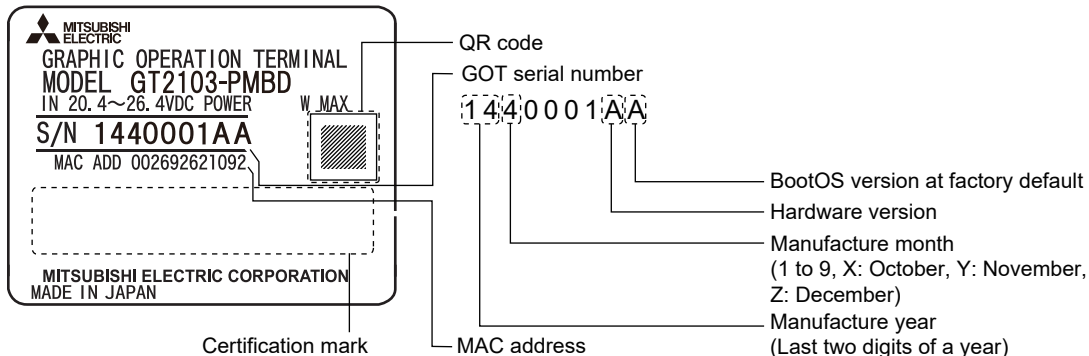 MITSUBISHI
ELECTRIC
GRAPHIC OPERATION TERMINAL
MODEL GT2103-PMBD
IN 20.4~26.4VDC POWER W MAX
S/N 1440001AA
MAC ADD 002692621092
MITSUBISHI ELECTRIC CORPORATION
MADE IN JAPAN
QR code
GOT serial number
1440001AA
BootOS version at factory default
Hardware version
Manufacture month
(1 to 9, X: October, Y: November,
Z: December)
Manufacture year
(Last two digits of a year)
Certification mark
MAC address